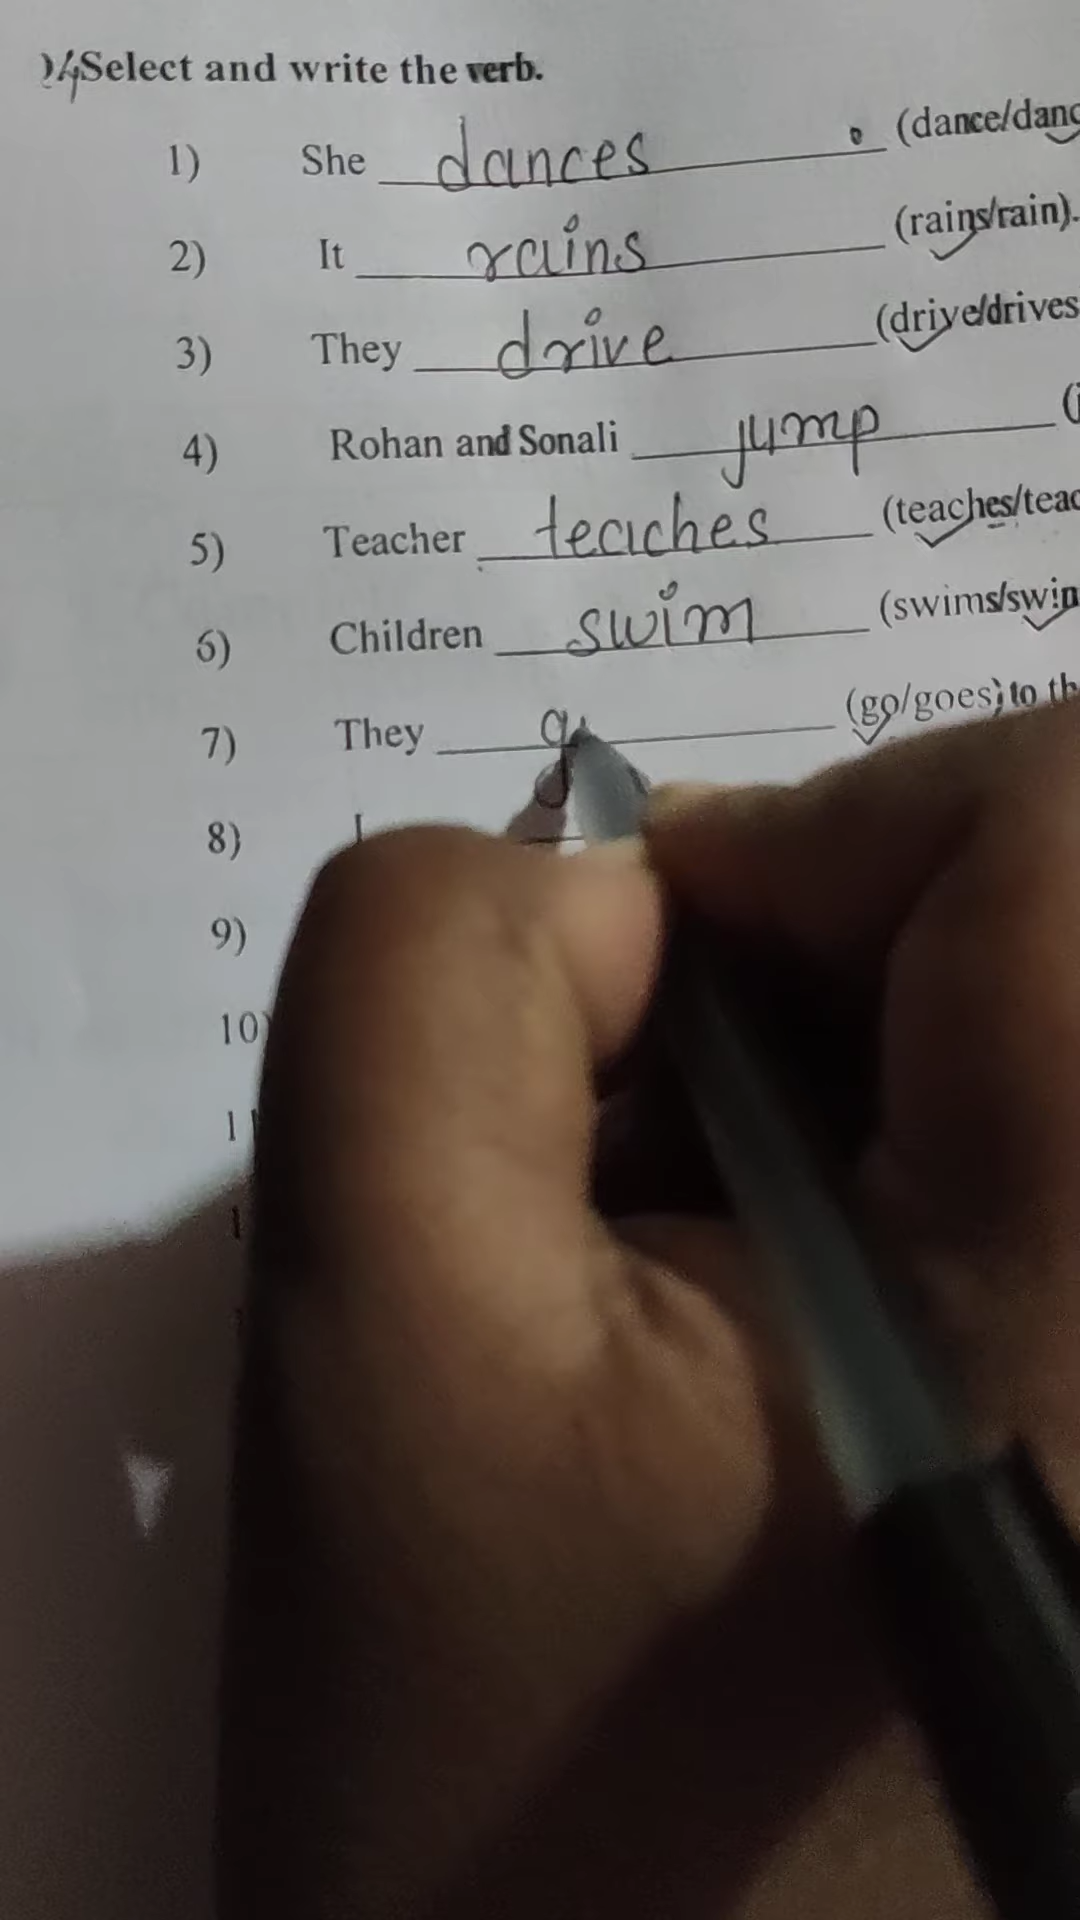 Select and write the verb.
1) She dances. (dance/danc
2) It rains (rains/rain).
3) They drive (drive/drives
4) Rohan and Sonali jump (j
5) Teacher teaches (teaches/teac
6) Children swim (swims/swim
7) They g (go/goes) to th
8) I
9)
10)